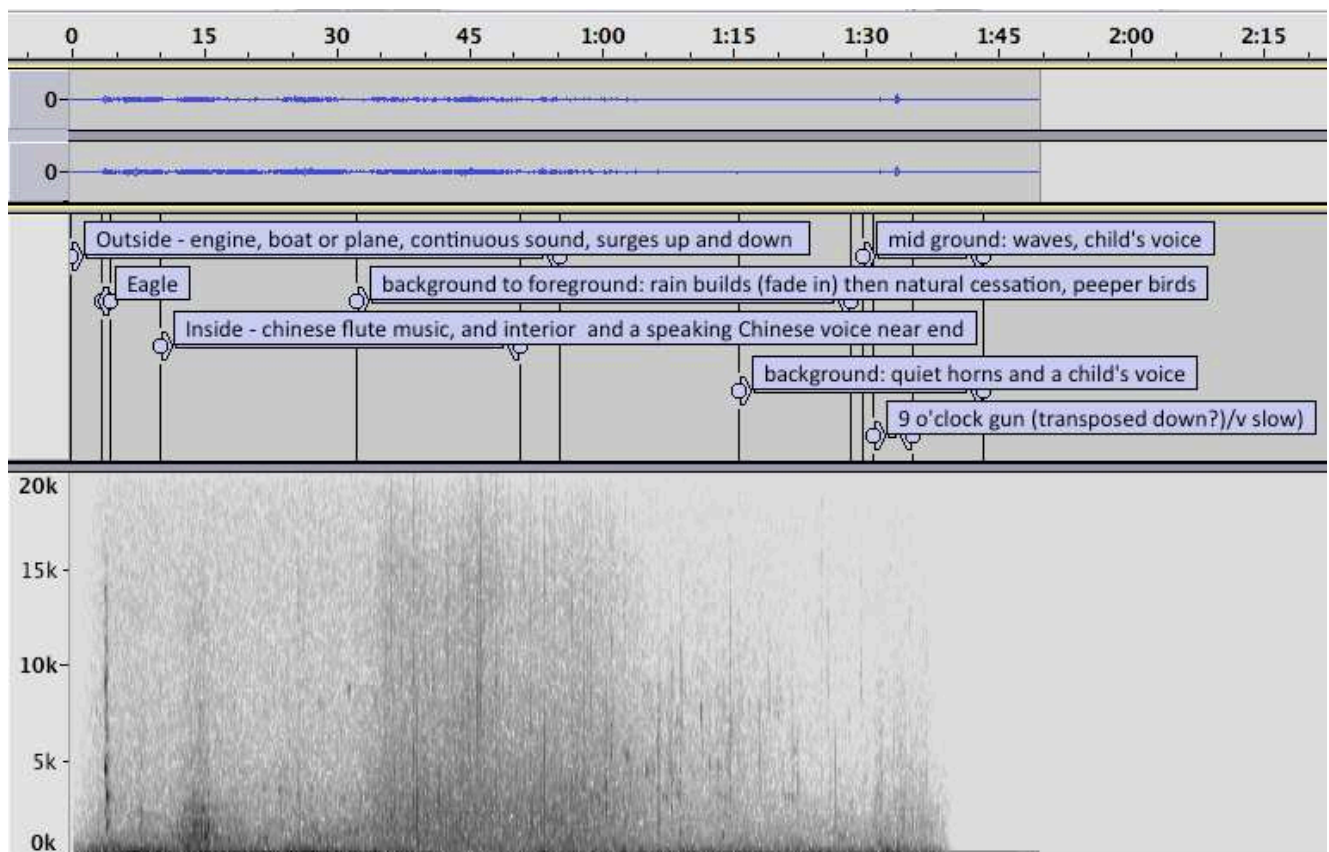 0 15 30 45 1:00 1:15 1:30 1:45 2:00 2:15
0
0
Outside - engine, boat or plane, continuous sound, surges up and down
mid ground: waves, child's voice
Eagle
background to foreground: rain builds (fade in) then natural cessation, peeper birds
Inside - chinese flute music, and interior and a speaking Chinese voice near end
background: quiet horns and a child's voice
9 o'clock gun (transposed down?)/v slow)
20k
15k
10k
5k
0k